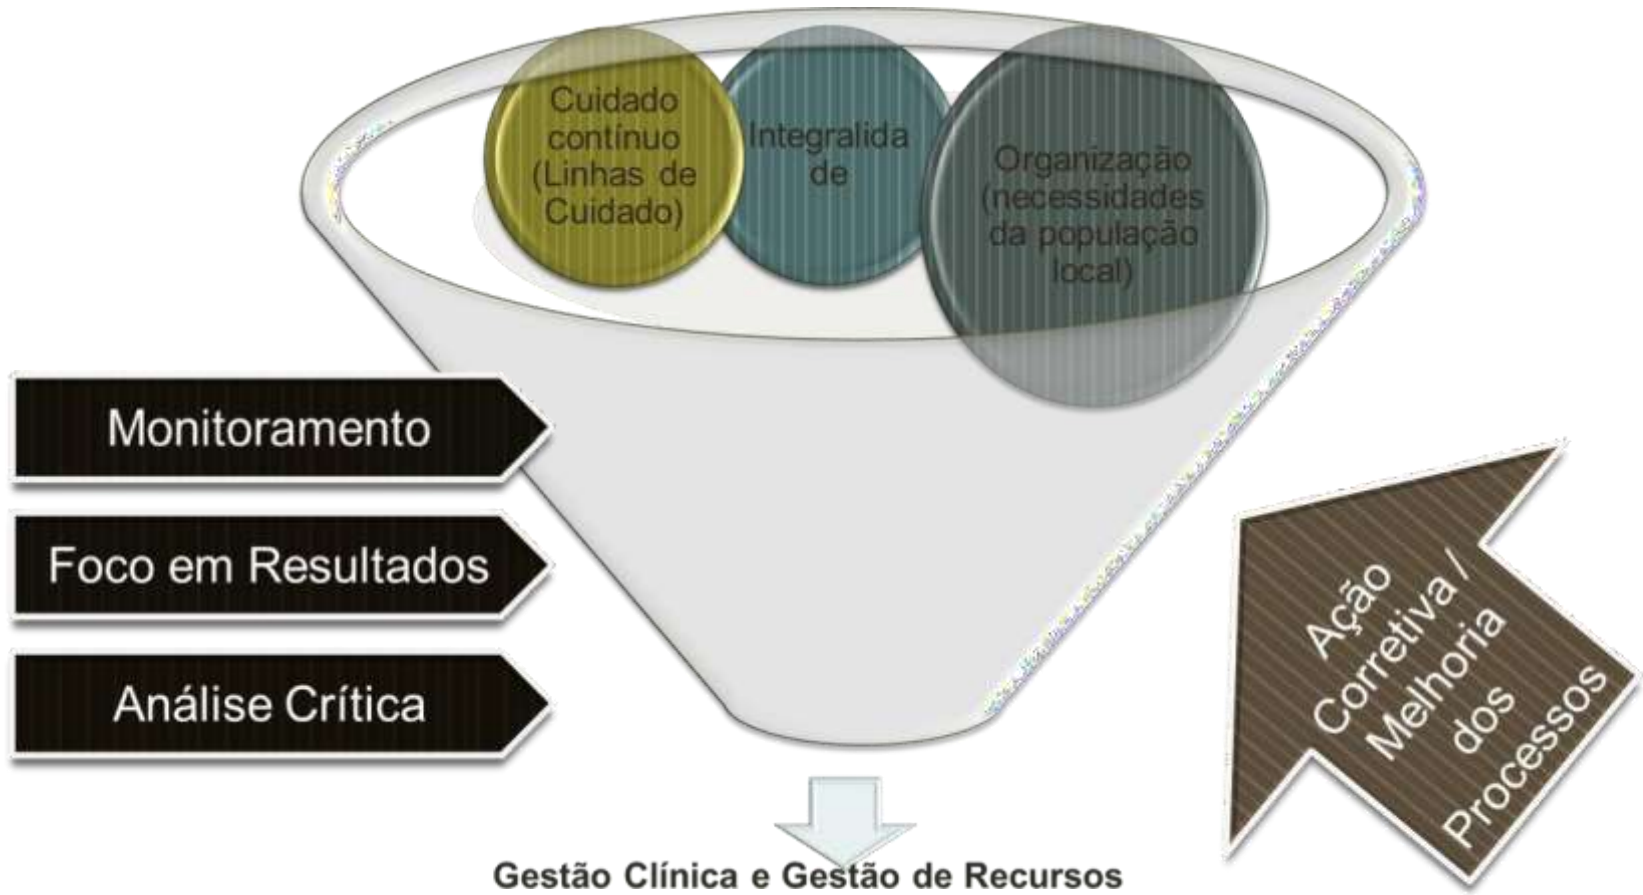 Cuidado
contínuo
(Linhas de
Cuidado)
Integralida
de
Organização
(necessidades
da população
local)
Monitoramento
Foco em Resultados
Análise Crítica
Ação
Corretiva /
Melhoria
dos
Processos
Gestão Clínica e Gestão de Recursos